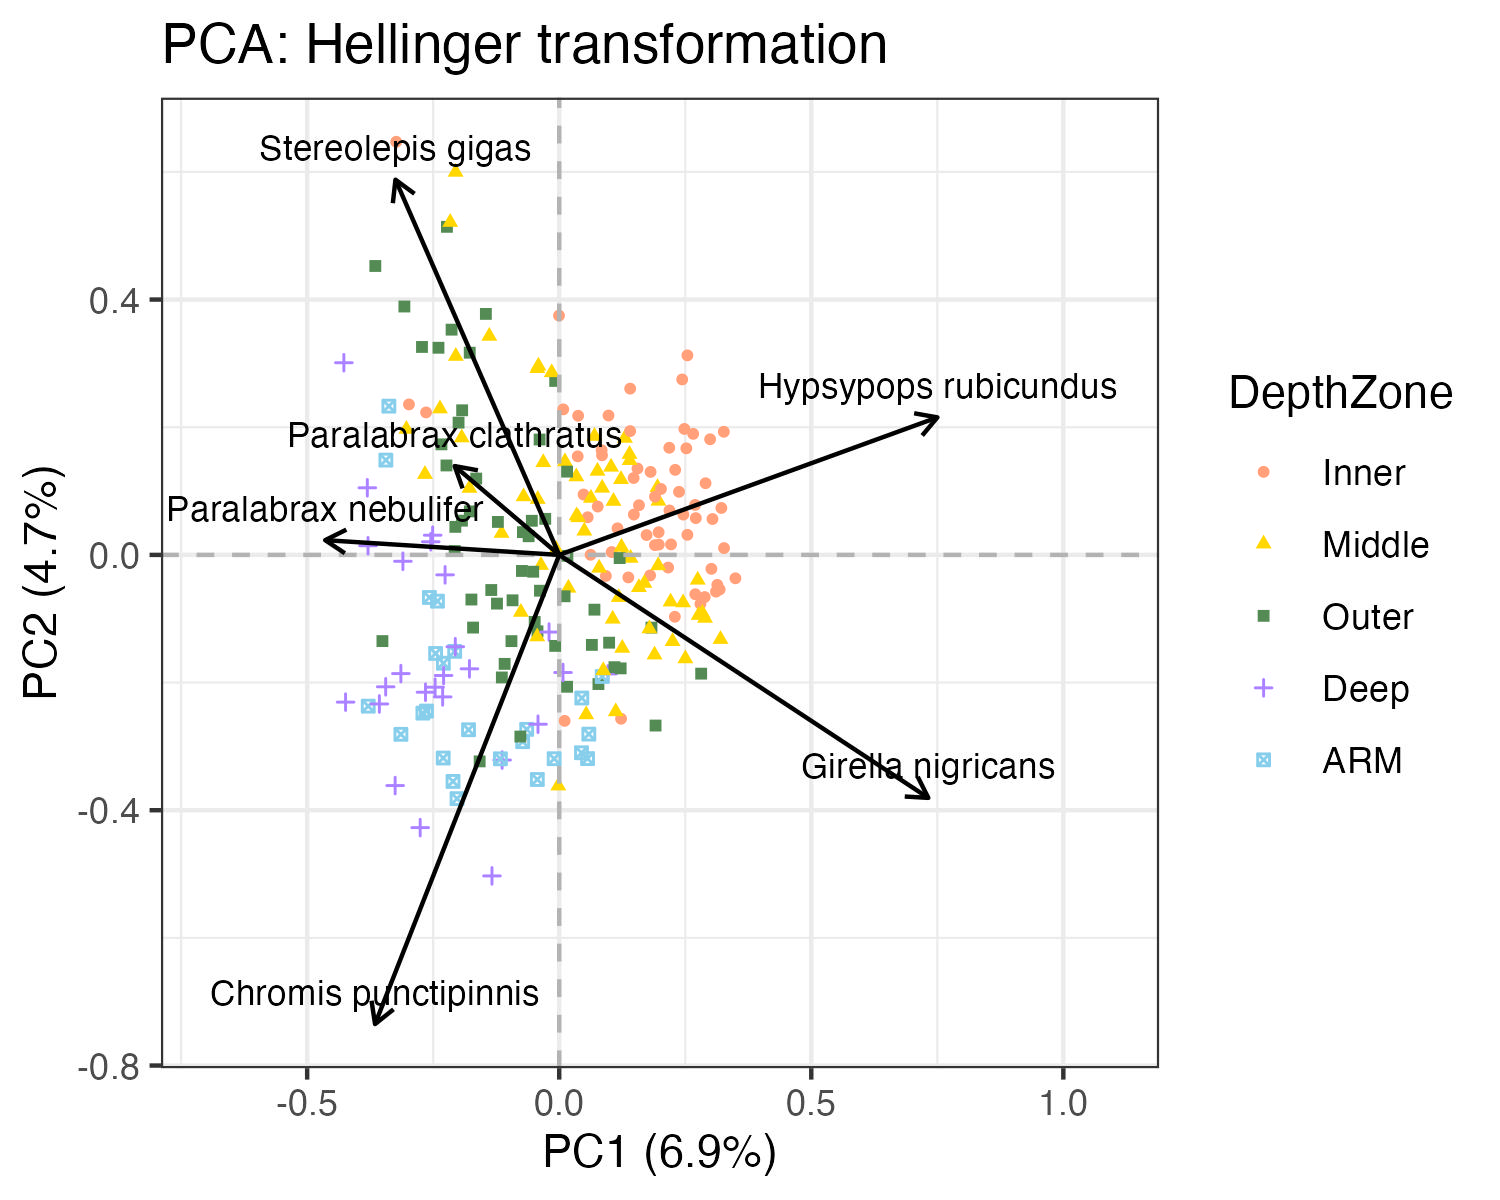 PCA: Hellinger transformation
Stereolepis gigas
Hypsypops rubicundus
Paralabrax clathratus
Paralabrax nebulifer
Girella nigricans
Chromis punctipinnis
0.4
0.0
-0.4
-0.8
PC2 (4.7%)
-0.5
0.0
0.5
1.0
PC1 (6.9%)
DepthZone
Inner
Middle
Outer
Deep
ARM